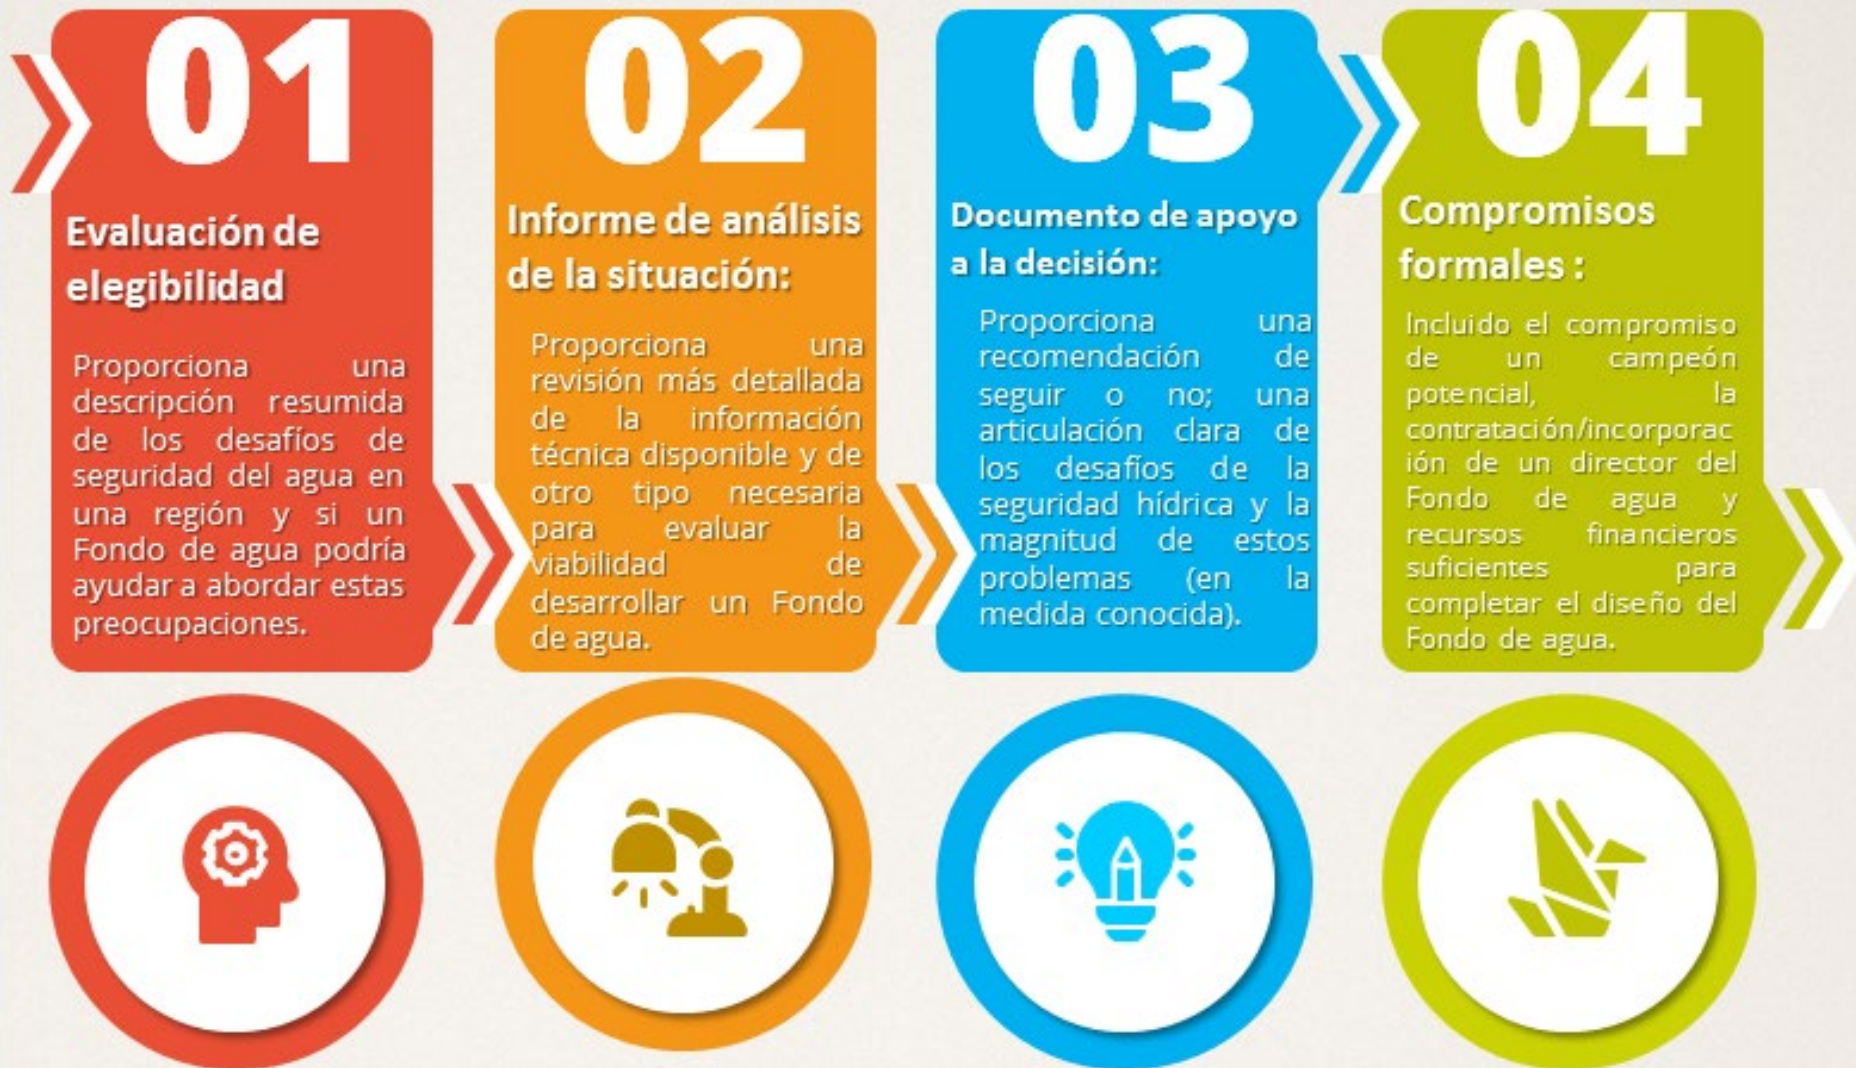 01
Evaluación de
elegibilidad
Proporciona una
descripción resumida
de los desafíos de
seguridad del agua en
una región y si un
Fondo de agua podría
ayudar a abordar estas
preocupaciones.
02
Informe de análisis
de la situación:
Proporciona una
revisión más detallada
de la información
técnica disponible y de
otro tipo necesaria
para evaluar la
viabilidad de
desarrollar un Fondo
de agua.
03
Documento de apoyo
a la decisión:
Proporciona una
recomendación de
seguir o no; una
articulación clara de
los desafíos de la
seguridad hídrica y la
magnitud de estos
problemas (en la
medida conocida).
04
Compromisos
formales :
Incluido el compromiso
de un campeón
potencial, la
contratación/incorporac
ión de un director del
Fondo de agua y
recursos financieros
suficientes para
completar el diseño del
Fondo de agua.